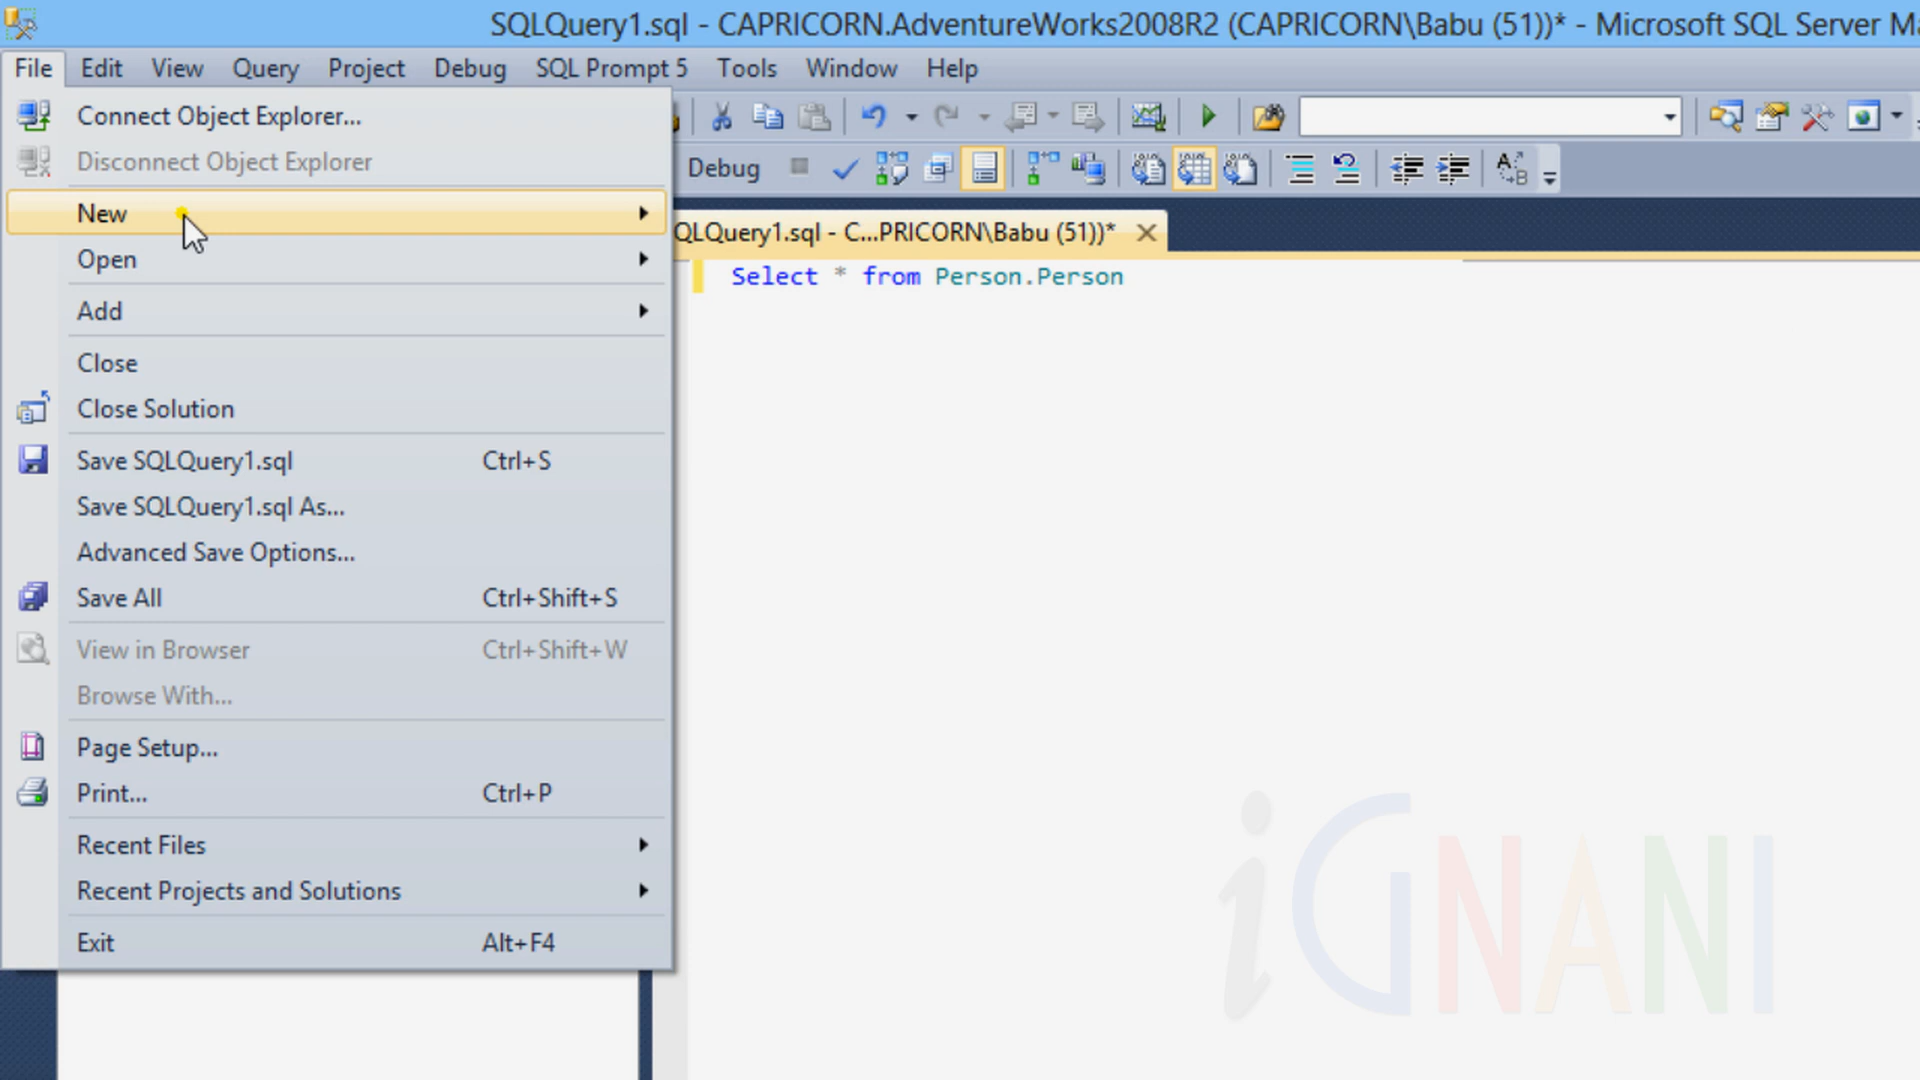 SQLQuery1.sql - CAPRICORN.AdventureWorks2008R2 (CAPRICORN\Babu (51))* - Microsoft SQL Server
File Edit View Query Project Debug SQL Prompt 5 Tools Window Help
Connect Object Explorer...
Disconnect Object Explorer
Debug
New
QLQuery1.sql - C...PRICORN\Babu (51))*
Open
Select * from Person.Person
Add
Close
Close Solution
Save SQLQuery1.sql Ctrl+S
Save SQLQuery1.sql As...
Advanced Save Options...
Save All Ctrl+Shift+S
View in Browser Ctrl+Shift+W
Browse With...
Page Setup...
Print... Ctrl+P
Recent Files
Recent Projects and Solutions
Exit Alt+F4
iGNANI